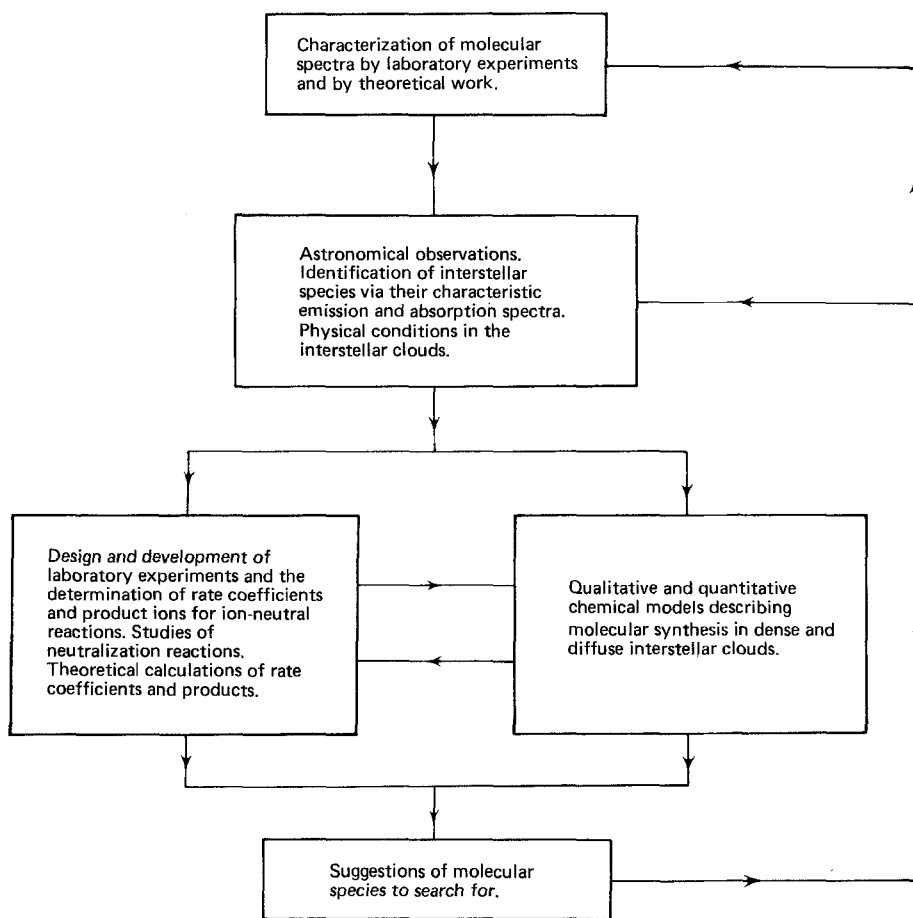 Characterization of molecular
spectra by laboratory experiments
and by theoretical work.
Astronomical observations.
Identification of interstellar
species via their characteristic
emission and absorption spectra.
Physical conditions in the
interstellar clouds.
Design and development of
laboratory experiments and the
determination of rate coefficients
and product ions for ion-neutral
reactions. Studies of
neutralization reactions.
Theoretical calculations of rate
coefficients and products.
Qualitative and quantitative
chemical models describing
molecular synthesis in dense and
diffuse interstellar clouds.
Suggestions of molecular
species to search for.